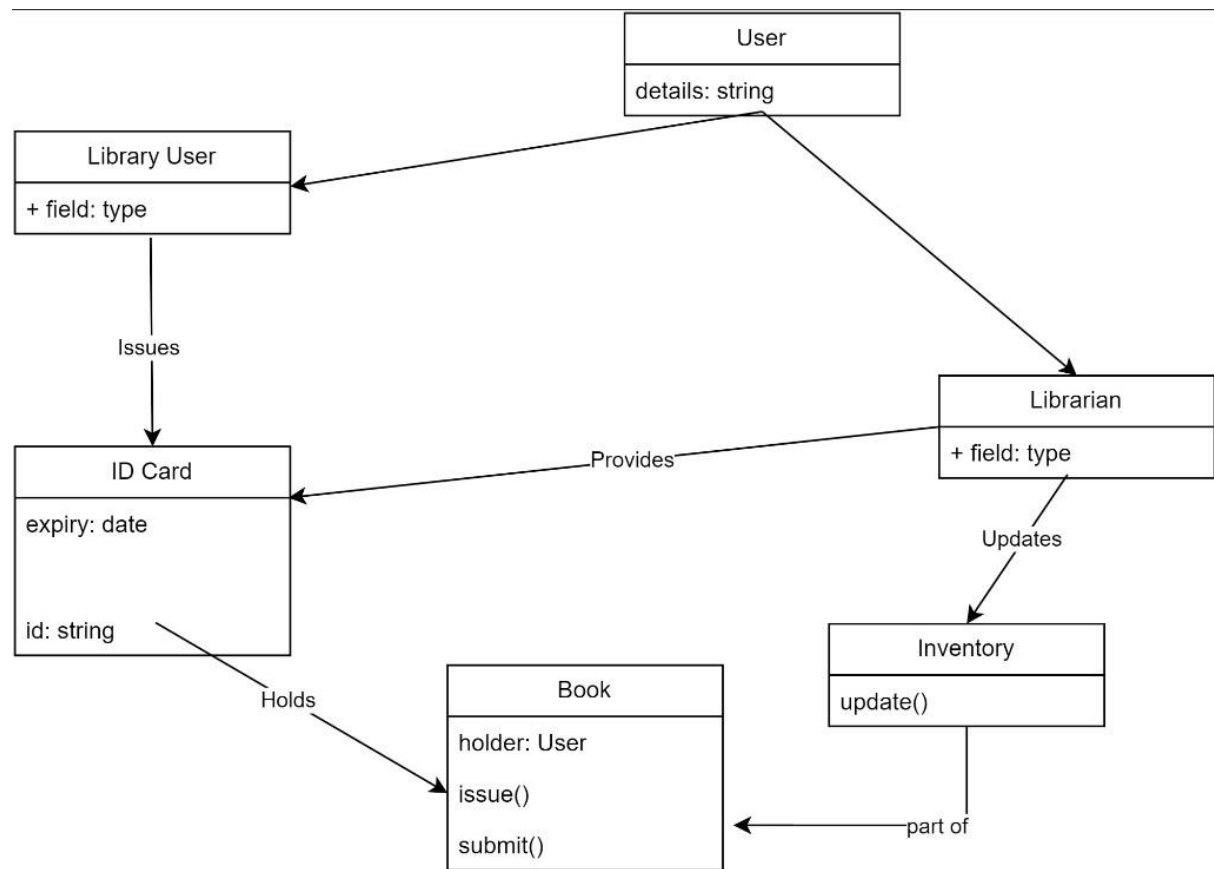 User
details: string
Library User
+ field: type
Issues
Librarian
+ field: type
Provides
ID Card
expiry: date
id: string
Updates
Inventory
update()
Holds
Book
holder: User
issue()
submit()
part of